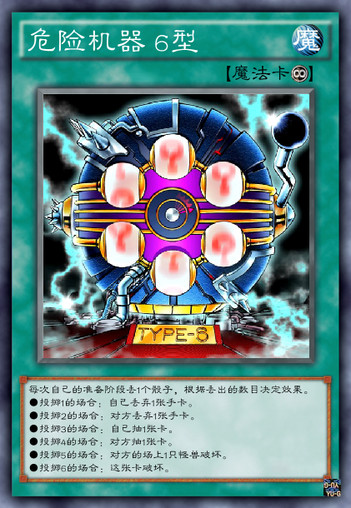 危险机器 6型
魔
【魔法卡】
TYPE-6
每次自己的准备阶段丢1个骰子，根据丢出的数目决定效果。
●投掷1的场合：自己丢弃1张手卡。
●投掷2的场合：对方丢弃1张手卡。
●投掷3的场合：自己抽1张卡。
●投掷4的场合：对方抽1张卡。
●投掷5的场合：对方的场上1只怪兽破坏。
●投掷6的场合：这张卡破坏。